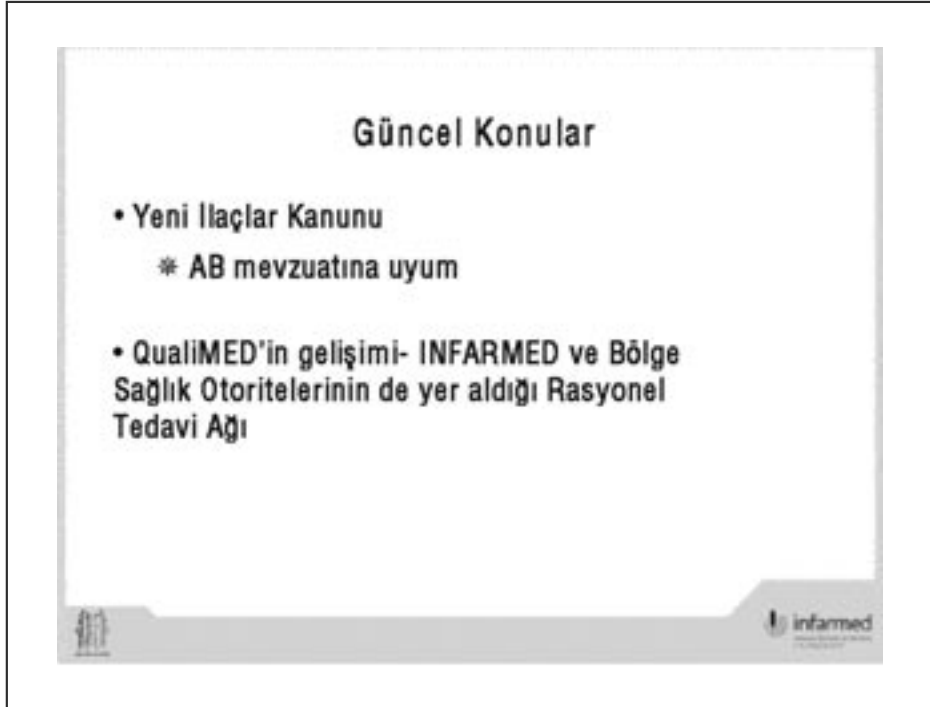 Güncel Konular
• Yeni İlaçlar Kanunu
※ AB mevzuatına uyum
• QualiMED'in gelişimi- INFARMED ve Bölge
Sağlık Otoritelerinin de yer aldığı Rasyonel
Tedavi Ağı
infarmed